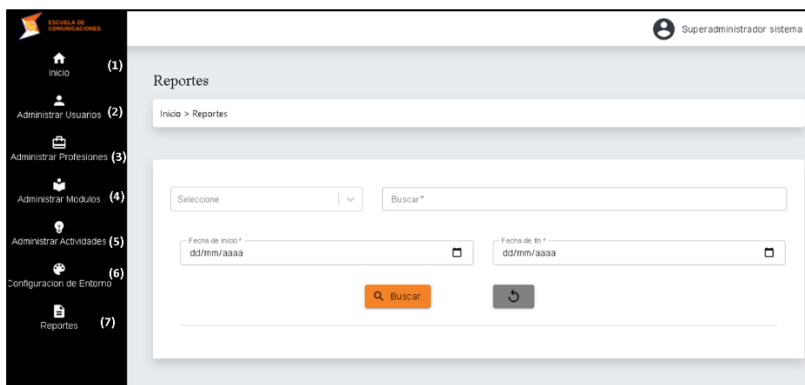 ESCUELA DE
COMUNICACIONES
Superadministrador sistema
Inicio (1)
Administrar Usuarios (2)
Administrar Profesiones (3)
Administrar Modulos (4)
Administrar Actividades (5)
Configuracion de Entorno (6)
Reportes (7)
Reportes
Inicio > Reportes
Seleccione
Buscar*
Fecha de inicio*
dd/mm/aaaa
Fecha de fin*
dd/mm/aaaa
Buscar